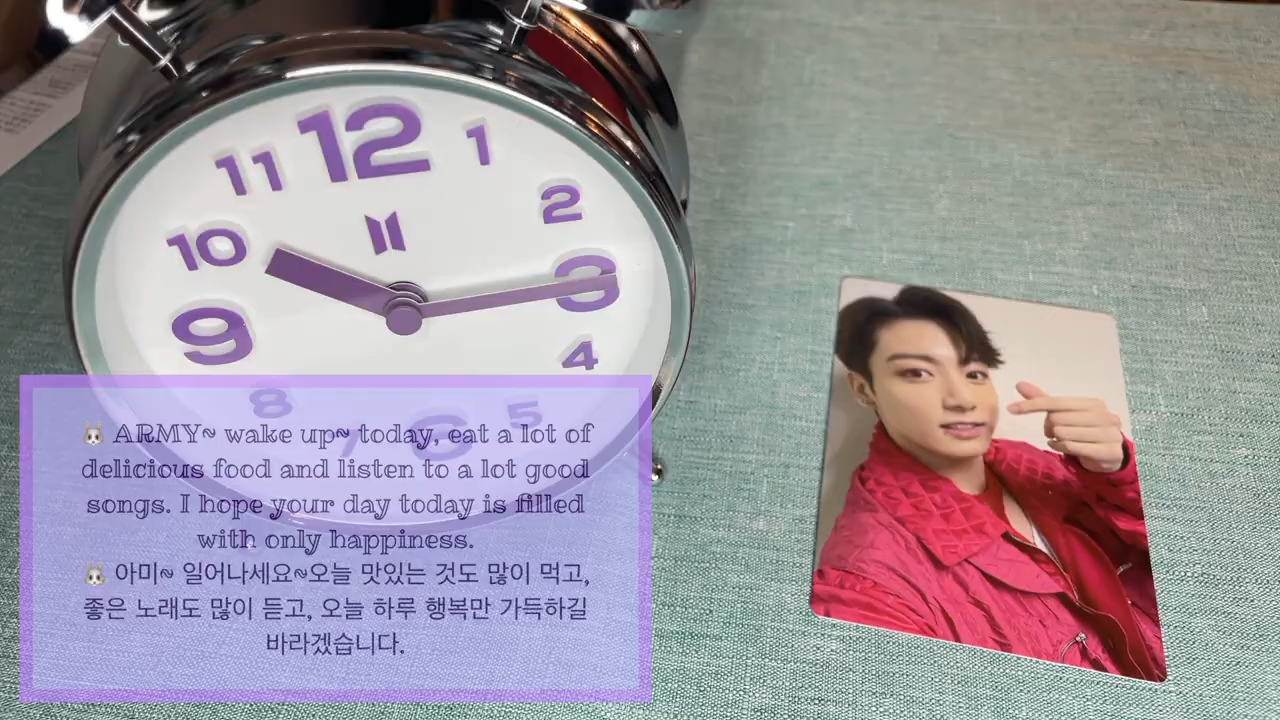 12
11
1
2
10
3
9
4
8
5
7
6
🐰 ARMY~ wake up~ today, eat a lot of
delicious food and listen to a lot good
songs. I hope your day today is filled
with only happiness.
🐰 아미~ 일어나세요~오늘 맛있는 것도 많이 먹고,
좋은 노래도 많이 듣고, 오늘 하루 행복만 가득하길
바라겠습니다.